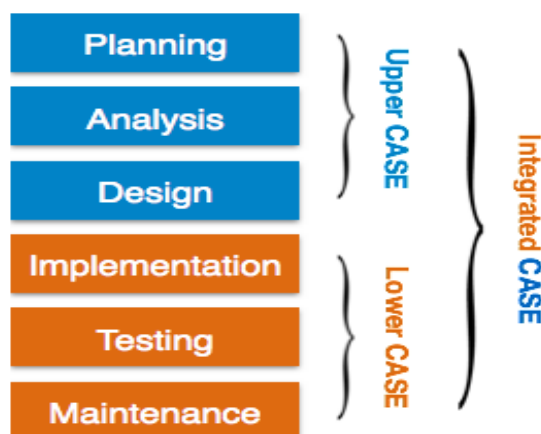 Planning
Analysis
Design
Implementation
Testing
Maintenance
Upper CASE
Lower CASE
Integrated CASE